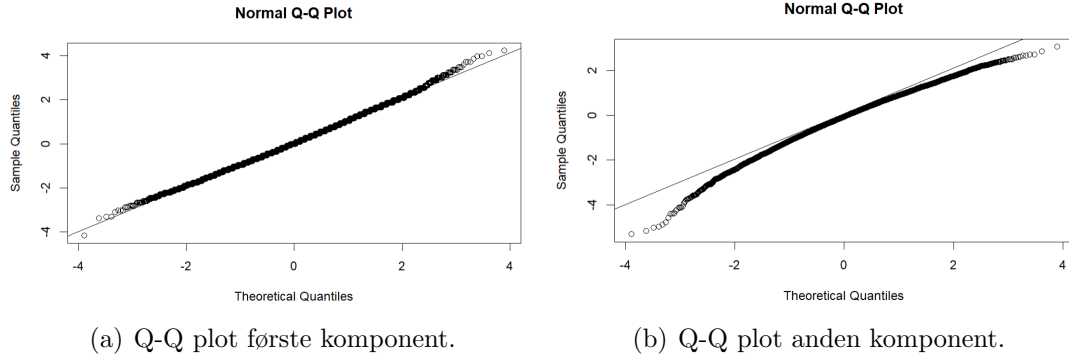 Normal Q-Q Plot
Sample Quantiles
4
2
0
-2
-4
-4
-2
0
2
4
Theoretical Quantiles
(a) Q-Q plot første komponent.
Normal Q-Q Plot
Sample Quantiles
2
0
-2
-4
-4
-2
0
2
4
Theoretical Quantiles
(b) Q-Q plot anden komponent.